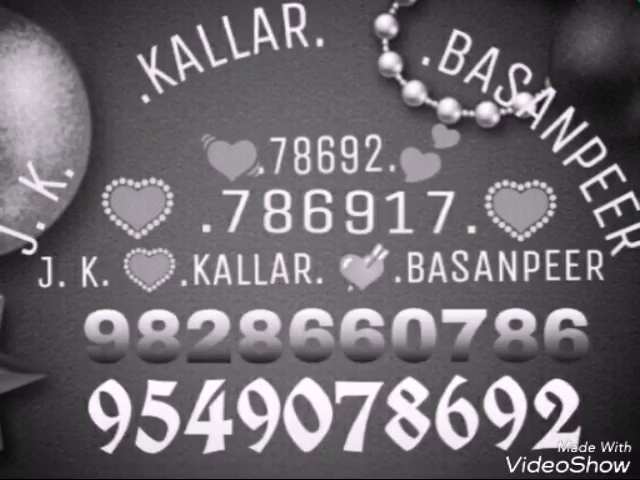 .KALLAR.
.BASANPEER
J. K.
.78692.
.786917.
J. K. .KALLAR. .BASANPEER
9828660786
9549078692
Made With
VideoShow